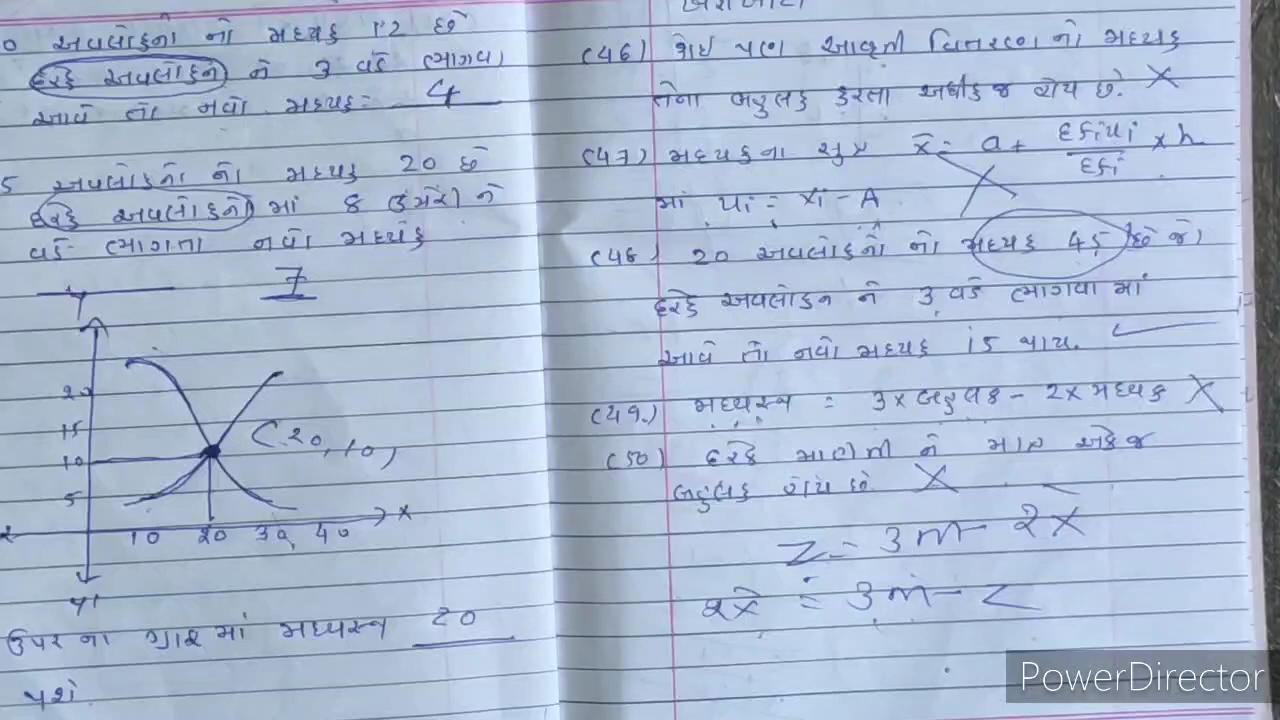 0 અવલોકનો નો મધ્યક 12 છે
દરેક અવલોકન ને 3 વડે ભાગવા
આવે તો નવો મધ્યક = 4
5 અવલોકનો નો મધ્યક 20 છે
દરેક અવલોકનો માં 8 ઉમેરી ને
વડે ભાગતા નવો મધ્યક
7
y
20
15
10
5
(20, 10)
x
10 20 30 40
y'
ઉપર ના ગ્રાફ માં મધ્યસ્થ 20
થશે
(46) કોઈ પણ આવૃતી વિતરણ નો મધ્યક
તેના બહુલક કરતા અધીક જ હોય છે. X
(47) મધ્યકના સુત્ર x̄ = a + Σfiui / Σfi × h
માં ui = xi - A
(48) 20 અવલોકનો નો મધ્યક 45 છે જો
દરેક અવલોકન ને 3 વડે ભાગવા માં
આવે તો નવો મધ્યક 15 થાય. ✓
(49.) મધ્યસ્થ = 3 x બહુલક - 2x મધ્યક X
(50) દરેક માહીતી ને માત્ર એક જ
બહુલક હોય છે X
Z = 3m - 2x̄
2x̄ = 3m - Z
PowerDirector